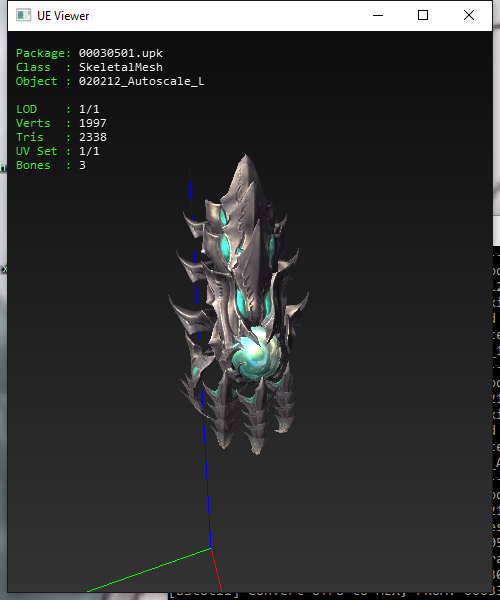 UE Viewer
Package: 00030501.upk
Class : SkeletalMesh
Object : 020212_Autoscale_L
LOD : 1/1
Verts : 1997
Tris : 2338
UV Set : 1/1
Bones : 3